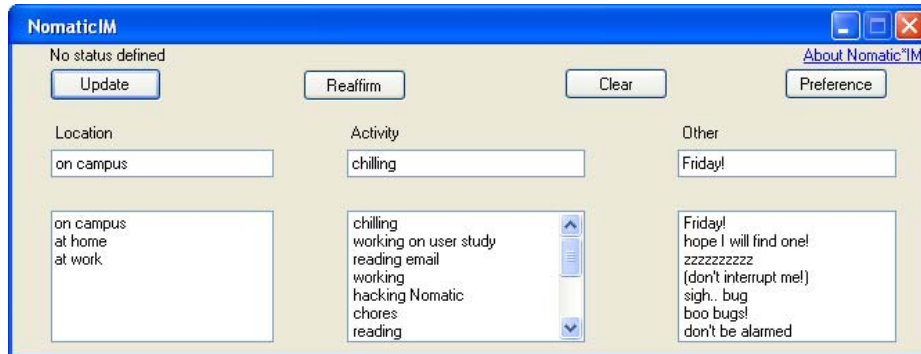 NomaticIM
No status defined
About Nomatic*IM
Update
Reaffirm
Clear
Preference
Location
Activity
Other
on campus
chilling
Friday!
on campus
at home
at work
chilling
working on user study
reading email
working
hacking Nomatic
chores
reading
Friday!
hope I will find one!
zzzzzzzzzz
(don't interrupt me!)
sigh.. bug
boo bugs!
don't be alarmed